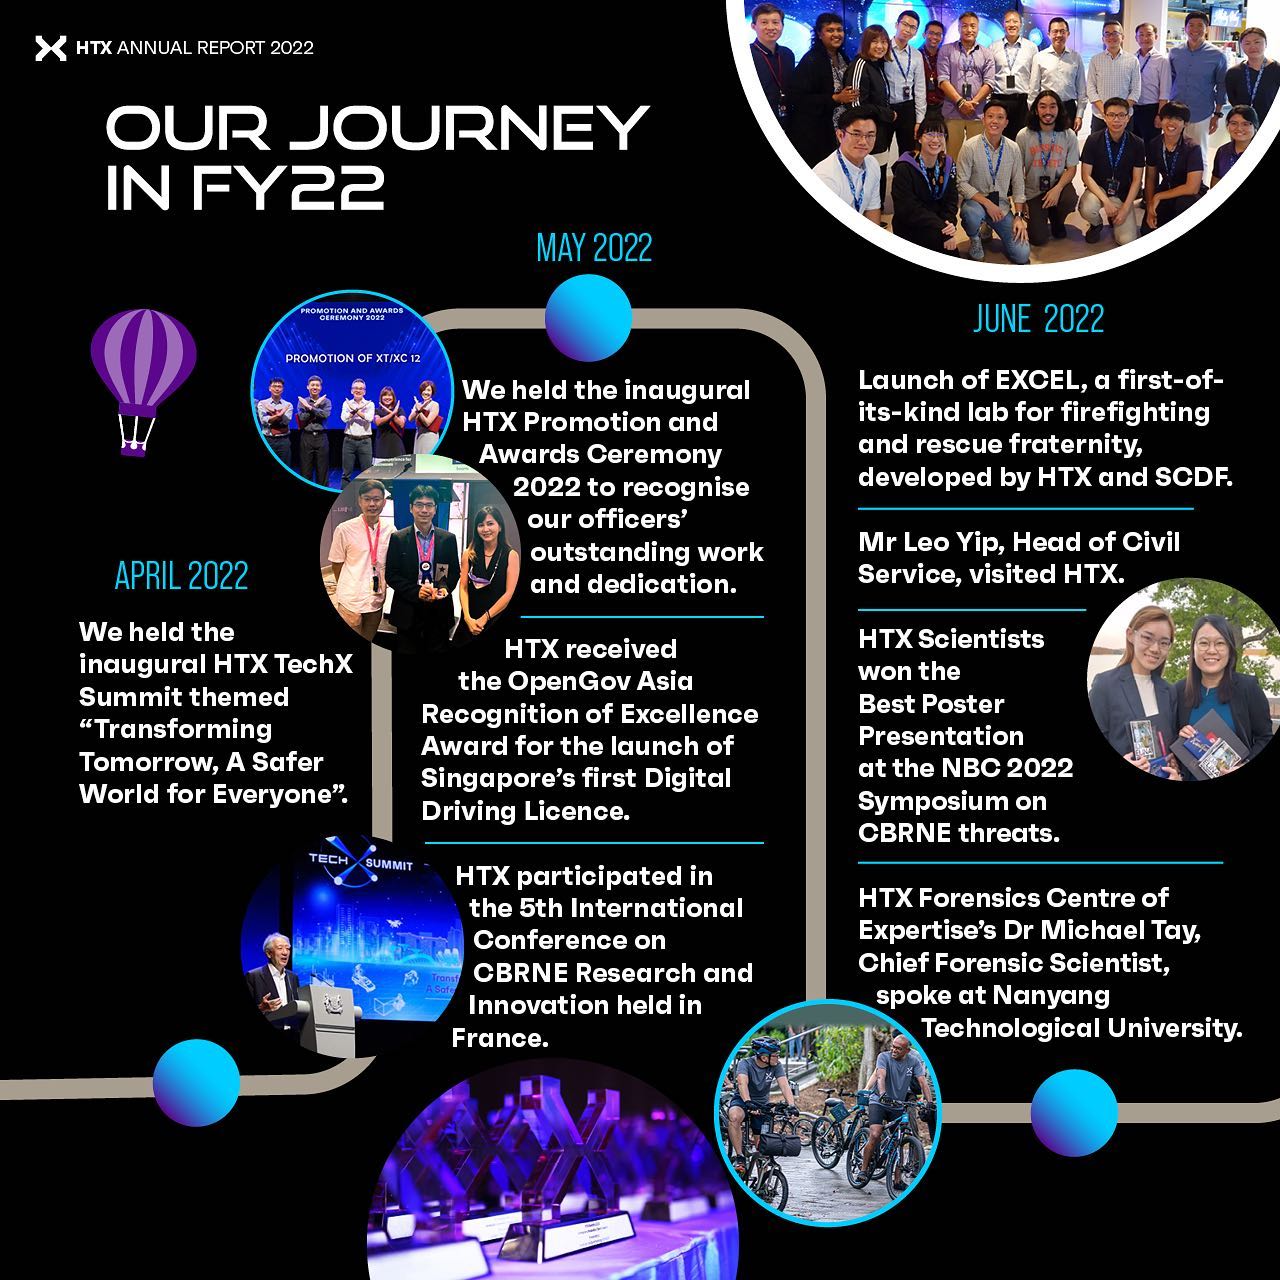 HTX ANNUAL REPORT 2022
OUR JOURNEY
IN FY22
APRIL 2022
We held the
inaugural HTX TechX
Summit themed
“Transforming
Tomorrow, A Safer
World for Everyone”.
TECH X SUMMIT
MAY 2022
PROMOTION AND AWARDS
CEREMONY 2022
PROMOTION OF XT/XC 12
We held the inaugural
HTX Promotion and
Awards Ceremony
2022 to recognise
our officers’
outstanding work
and dedication.
HTX received
the OpenGov Asia
Recognition of Excellence
Award for the launch of
Singapore’s first Digital
Driving Licence.
HTX participated in
the 5th International
Conference on
CBRNE Research and
Innovation held in
France.
JUNE 2022
Launch of EXCEL, a first-of-
its-kind lab for firefighting
and rescue fraternity,
developed by HTX and SCDF.
Mr Leo Yip, Head of Civil
Service, visited HTX.
HTX Scientists
won the
Best Poster
Presentation
at the NBC 2022
Symposium on
CBRNE threats.
HTX Forensics Centre of
Expertise’s Dr Michael Tay,
Chief Forensic Scientist,
spoke at Nanyang
Technological University.